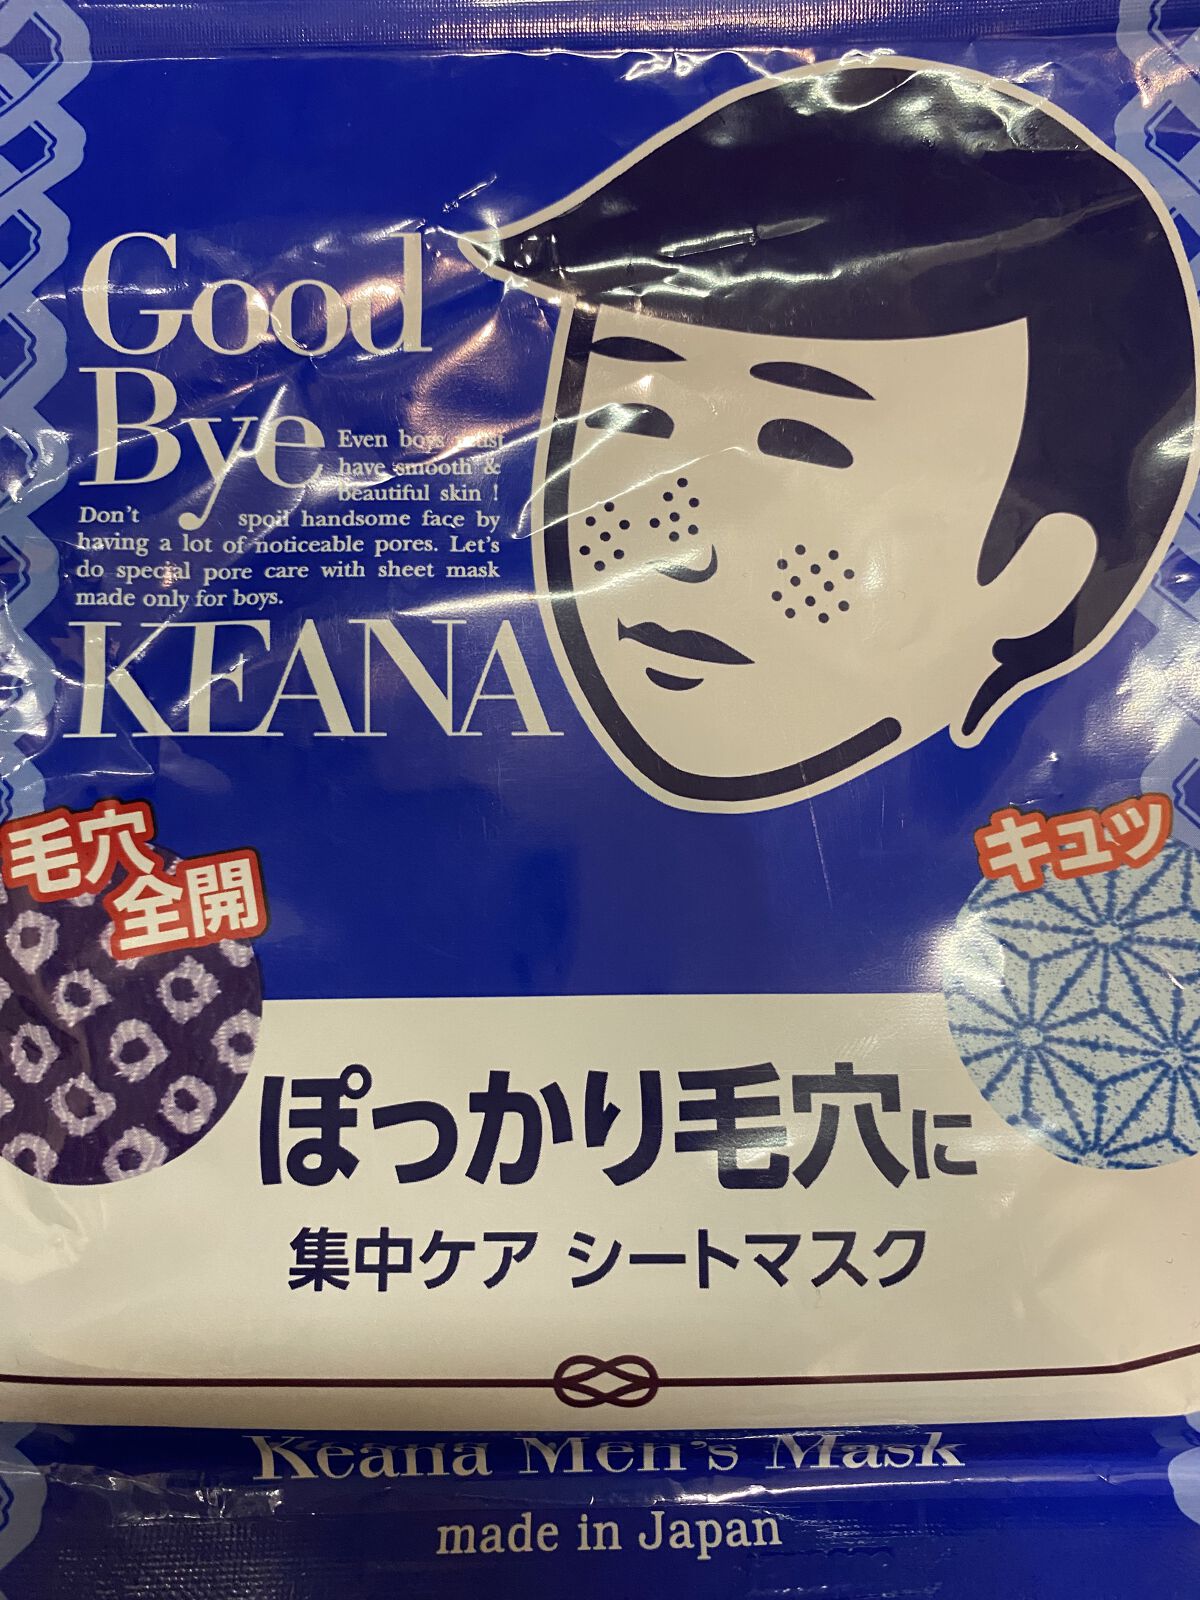 Good
Bye
Even boys must
have smooth &
beautiful skin !
Don't spoil handsome face by
having a lot of noticeable pores. Let's
do special pore care with sheet mask
made only for boys.
KEANA
毛穴
全開
キュッ
ぽっかり毛穴に
集中ケア シートマスク
Keana Men's Mask
made in Japan